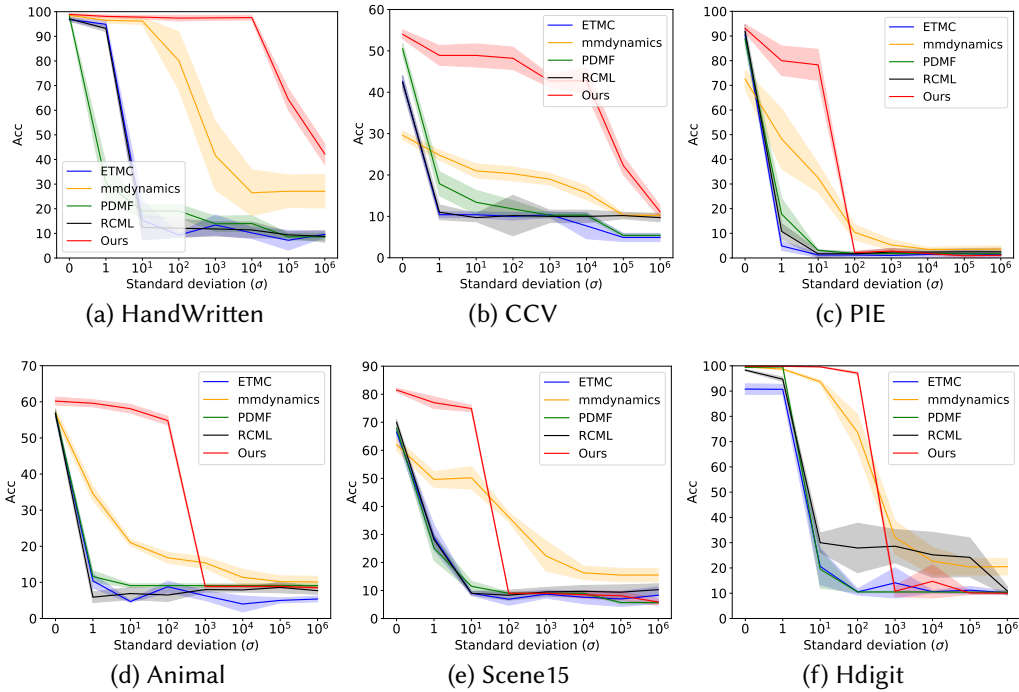 100
90
80
70
60
50
40
30
20
10
0
Acc
ETMC
mmdynamics
PDMF
RCML
Ours
0 1 10¹ 10² 10³ 10⁴ 10⁵ 10⁶
Standard deviation (σ)
(a) HandWritten
60
50
40
30
20
10
0
Acc
ETMC
mmdynamics
PDMF
RCML
Ours
0 1 10¹ 10² 10³ 10⁴ 10⁵ 10⁶
Standard deviation (σ)
(b) CCV
100
90
80
70
60
50
40
30
20
10
0
Acc
ETMC
mmdynamics
PDMF
RCML
Ours
0 1 10¹ 10² 10³ 10⁴ 10⁵ 10⁶
Standard deviation (σ)
(c) PIE
70
60
50
40
30
20
10
0
Acc
ETMC
mmdynamics
PDMF
RCML
Ours
0 1 10¹ 10² 10³ 10⁴ 10⁵ 10⁶
Standard deviation (σ)
(d) Animal
90
80
70
60
50
40
30
20
10
0
Acc
ETMC
mmdynamics
PDMF
RCML
Ours
0 1 10¹ 10² 10³ 10⁴ 10⁵ 10⁶
Standard deviation (σ)
(e) Scene15
100
90
80
70
60
50
40
30
20
10
0
Acc
ETMC
mmdynamics
PDMF
RCML
Ours
0 1 10¹ 10² 10³ 10⁴ 10⁵ 10⁶
Standard deviation (σ)
(f) Hdigit